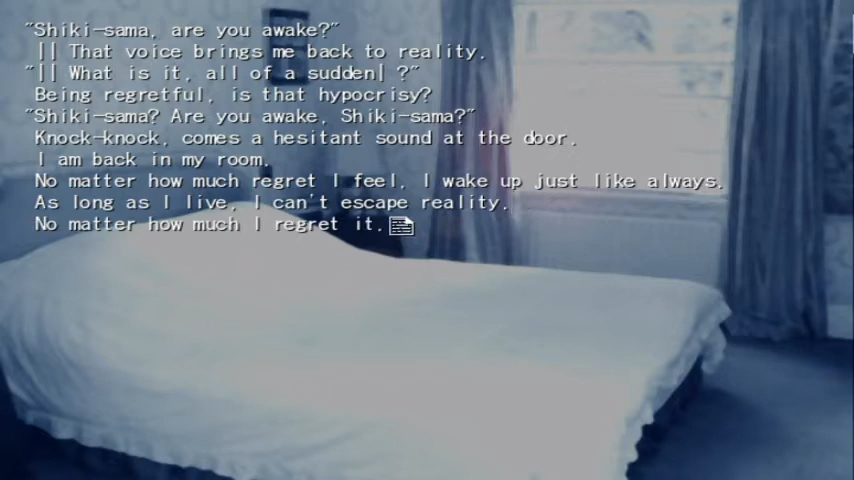 "Shiki-sama, are you awake?"
|| That voice brings me back to reality.
"|| What is it, all of a sudden| ?"
Being regretful, is that hypocrisy?
"Shiki-sama? Are you awake, Shiki-sama?"
Knock-knock, comes a hesitant sound at the door.
I am back in my room.
No matter how much regret I feel, I wake up just like always.
As long as I live, I can't escape reality.
No matter how much I regret it.